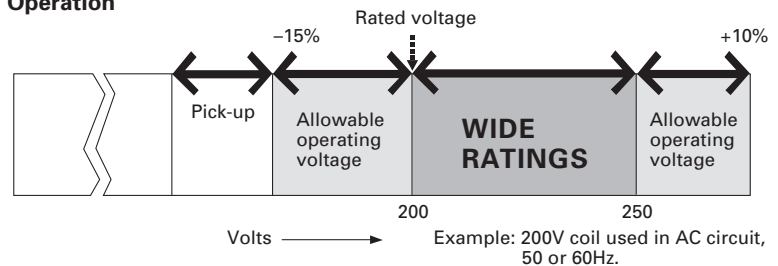 Operation
Rated voltage
–15%
+10%
Pick-up
Allowable
operating
voltage
WIDE
RATINGS
Allowable
operating
voltage
200
250
Volts
Example: 200V coil used in AC circuit,
50 or 60Hz.